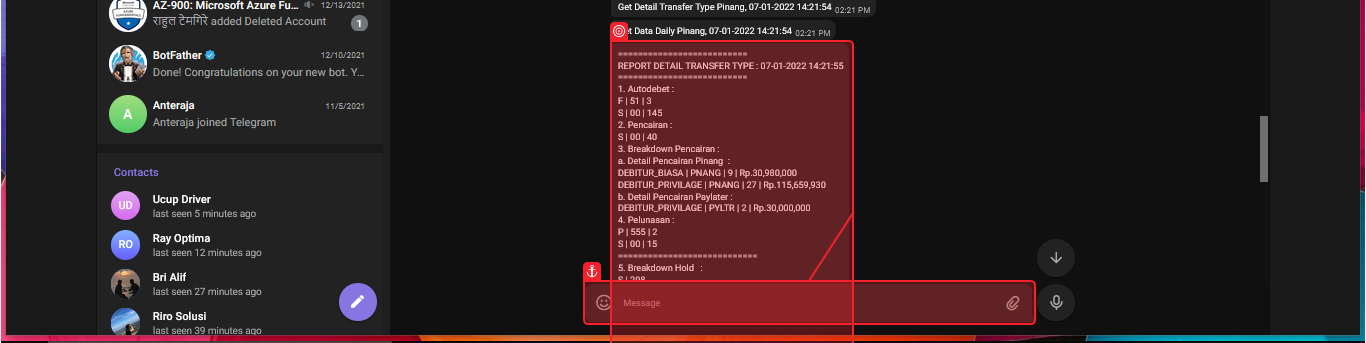 AZ-900: Microsoft Azure Fu... 12/13/2021
राहुल टेमगिरे added Deleted Account 1
BotFather 12/10/2021
Done! Congratulations on your new bot. Y...
A Anteraja 11/5/2021
Anteraja joined Telegram
Contacts
UD Ucup Driver
last seen 5 minutes ago
RO Ray Optima
last seen 12 minutes ago
Bri Alif
last seen 27 minutes ago
Riro Solusi
last seen 39 minutes ago
Get Detail Transfer Type Pinang, 07-01-2022 14:21:54 02:21 PM
t Data Daily Pinang, 07-01-2022 14:21:54 02:21 PM
==========================
REPORT DETAIL TRANSFER TYPE : 07-01-2022 14:21:55
==========================
1. Autodebet :
F | 51 | 3
S | 00 | 145
2. Pencairan :
S | 00 | 40
3. Breakdown Pencairan :
a. Detail Pencairan Pinang :
DEBITUR_BIASA | PNANG | 9 | Rp.30,980,000
DEBITUR_PRIVILAGE | PNANG | 27 | Rp.115,659,930
b. Detail Pencairan Paylater :
DEBITUR_PRIVILAGE | PYLTR | 2 | Rp.30,000,000
4. Pelunasan :
P | 555 | 2
S | 00 | 15
============================
5. Breakdown Hold :
Message